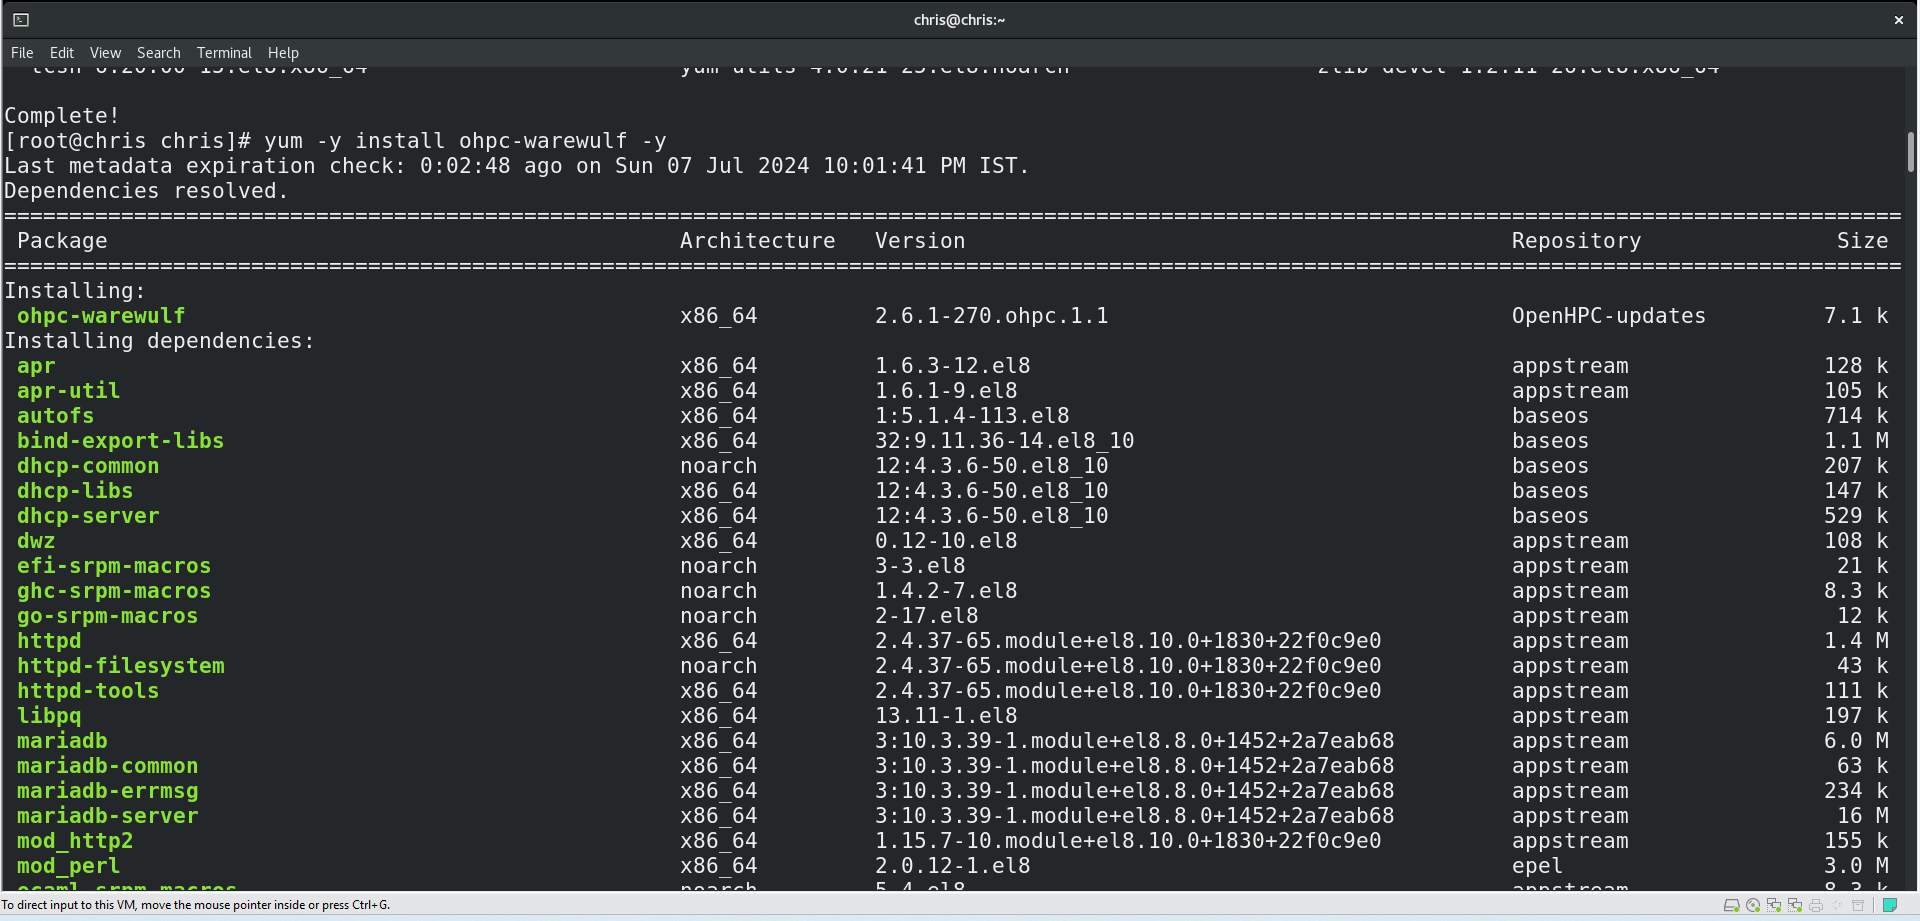 chris@chris:~
File Edit View Search Terminal Help
Complete!
[root@chris chris]# yum -y install ohpc-warewulf -y
Last metadata expiration check: 0:02:48 ago on Sun 07 Jul 2024 10:01:41 PM IST.
Dependencies resolved.
================================================================================
Package Architecture Version Repository Size
================================================================================
Installing:
ohpc-warewulf x86_64 2.6.1-270.ohpc.1.1 OpenHPC-updates 7.1 k
Installing dependencies:
apr x86_64 1.6.3-12.el8 appstream 128 k
apr-util x86_64 1.6.1-9.el8 appstream 105 k
autofs x86_64 1:5.1.4-113.el8 baseos 714 k
bind-export-libs x86_64 32:9.11.36-14.el8_10 baseos 1.1 M
dhcp-common noarch 12:4.3.6-50.el8_10 baseos 207 k
dhcp-libs x86_64 12:4.3.6-50.el8_10 baseos 147 k
dhcp-server x86_64 12:4.3.6-50.el8_10 baseos 529 k
dwz x86_64 0.12-10.el8 appstream 108 k
efi-srpm-macros noarch 3-3.el8 appstream 21 k
ghc-srpm-macros noarch 1.4.2-7.el8 appstream 8.3 k
go-srpm-macros noarch 2-17.el8 appstream 12 k
httpd x86_64 2.4.37-65.module+el8.10.0+1830+22f0c9e0 appstream 1.4 M
httpd-filesystem noarch 2.4.37-65.module+el8.10.0+1830+22f0c9e0 appstream 43 k
httpd-tools x86_64 2.4.37-65.module+el8.10.0+1830+22f0c9e0 appstream 111 k
libpq x86_64 13.11-1.el8 appstream 197 k
mariadb x86_64 3:10.3.39-1.module+el8.8.0+1452+2a7eab68 appstream 6.0 M
mariadb-common x86_64 3:10.3.39-1.module+el8.8.0+1452+2a7eab68 appstream 63 k
mariadb-errmsg x86_64 3:10.3.39-1.module+el8.8.0+1452+2a7eab68 appstream 234 k
mariadb-server x86_64 3:10.3.39-1.module+el8.8.0+1452+2a7eab68 appstream 16 M
mod_http2 x86_64 1.15.7-10.module+el8.10.0+1830+22f0c9e0 appstream 155 k
mod_perl x86_64 2.0.12-1.el8 epel 3.0 M
To direct input to this VM, move the mouse pointer inside or press Ctrl+G.